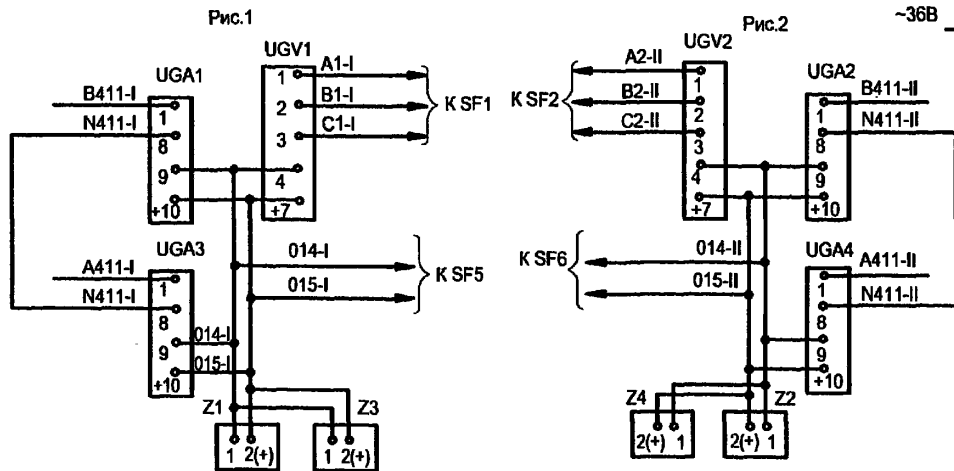 Рис.1
UGV1
UGA1
1
A1-I
2
B1-I
3
C1-I
4
+7
К SF1
B411-I
1
N411-I
8
9
+10
UGA3
A411-I
1
N411-I
8
014-I
9
015-I
+10
014-I
015-I
К SF5
Z1
Z3
1 2(+)
1 2(+)
Рис.2
~36В
UGV2
UGA2
A2-II
1
B2-II
2
C2-II
3
4
+7
К SF2
B411-II
1
N411-II
8
9
+10
014-II
015-II
К SF6
UGA4
A411-II
1
N411-II
8
9
+10
Z4
Z2
2(+) 1
2(+) 1